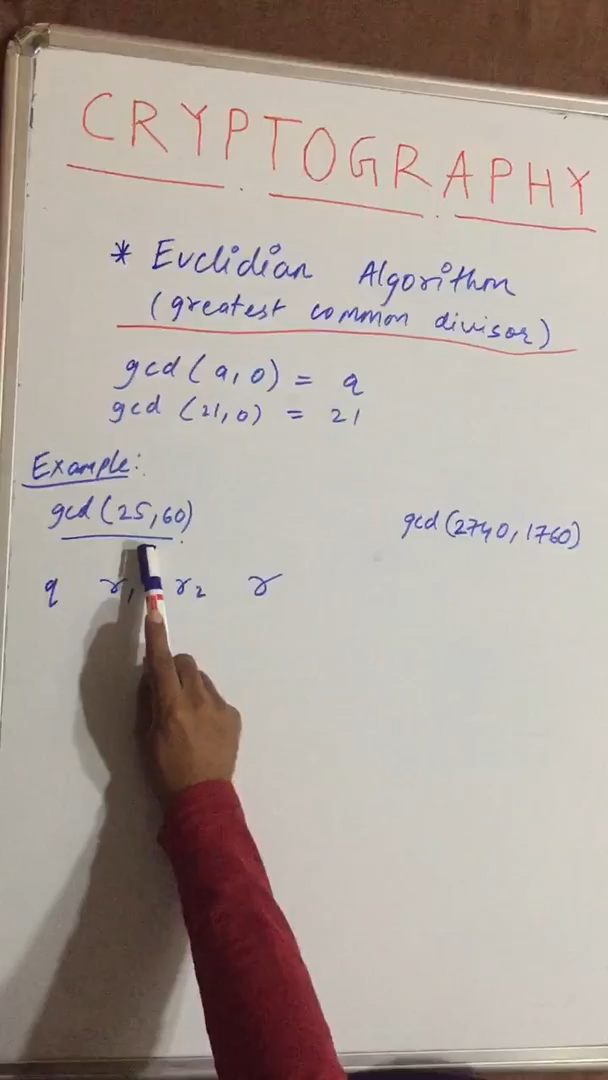 CRYPTOGRAPHY
* Euclidian Algorithm
(greatest common divisor)
gcd(a,0) = a
gcd(21,0) = 21
Example:
gcd(25,60)
gcd(2740,1760)
q r1 r2 r